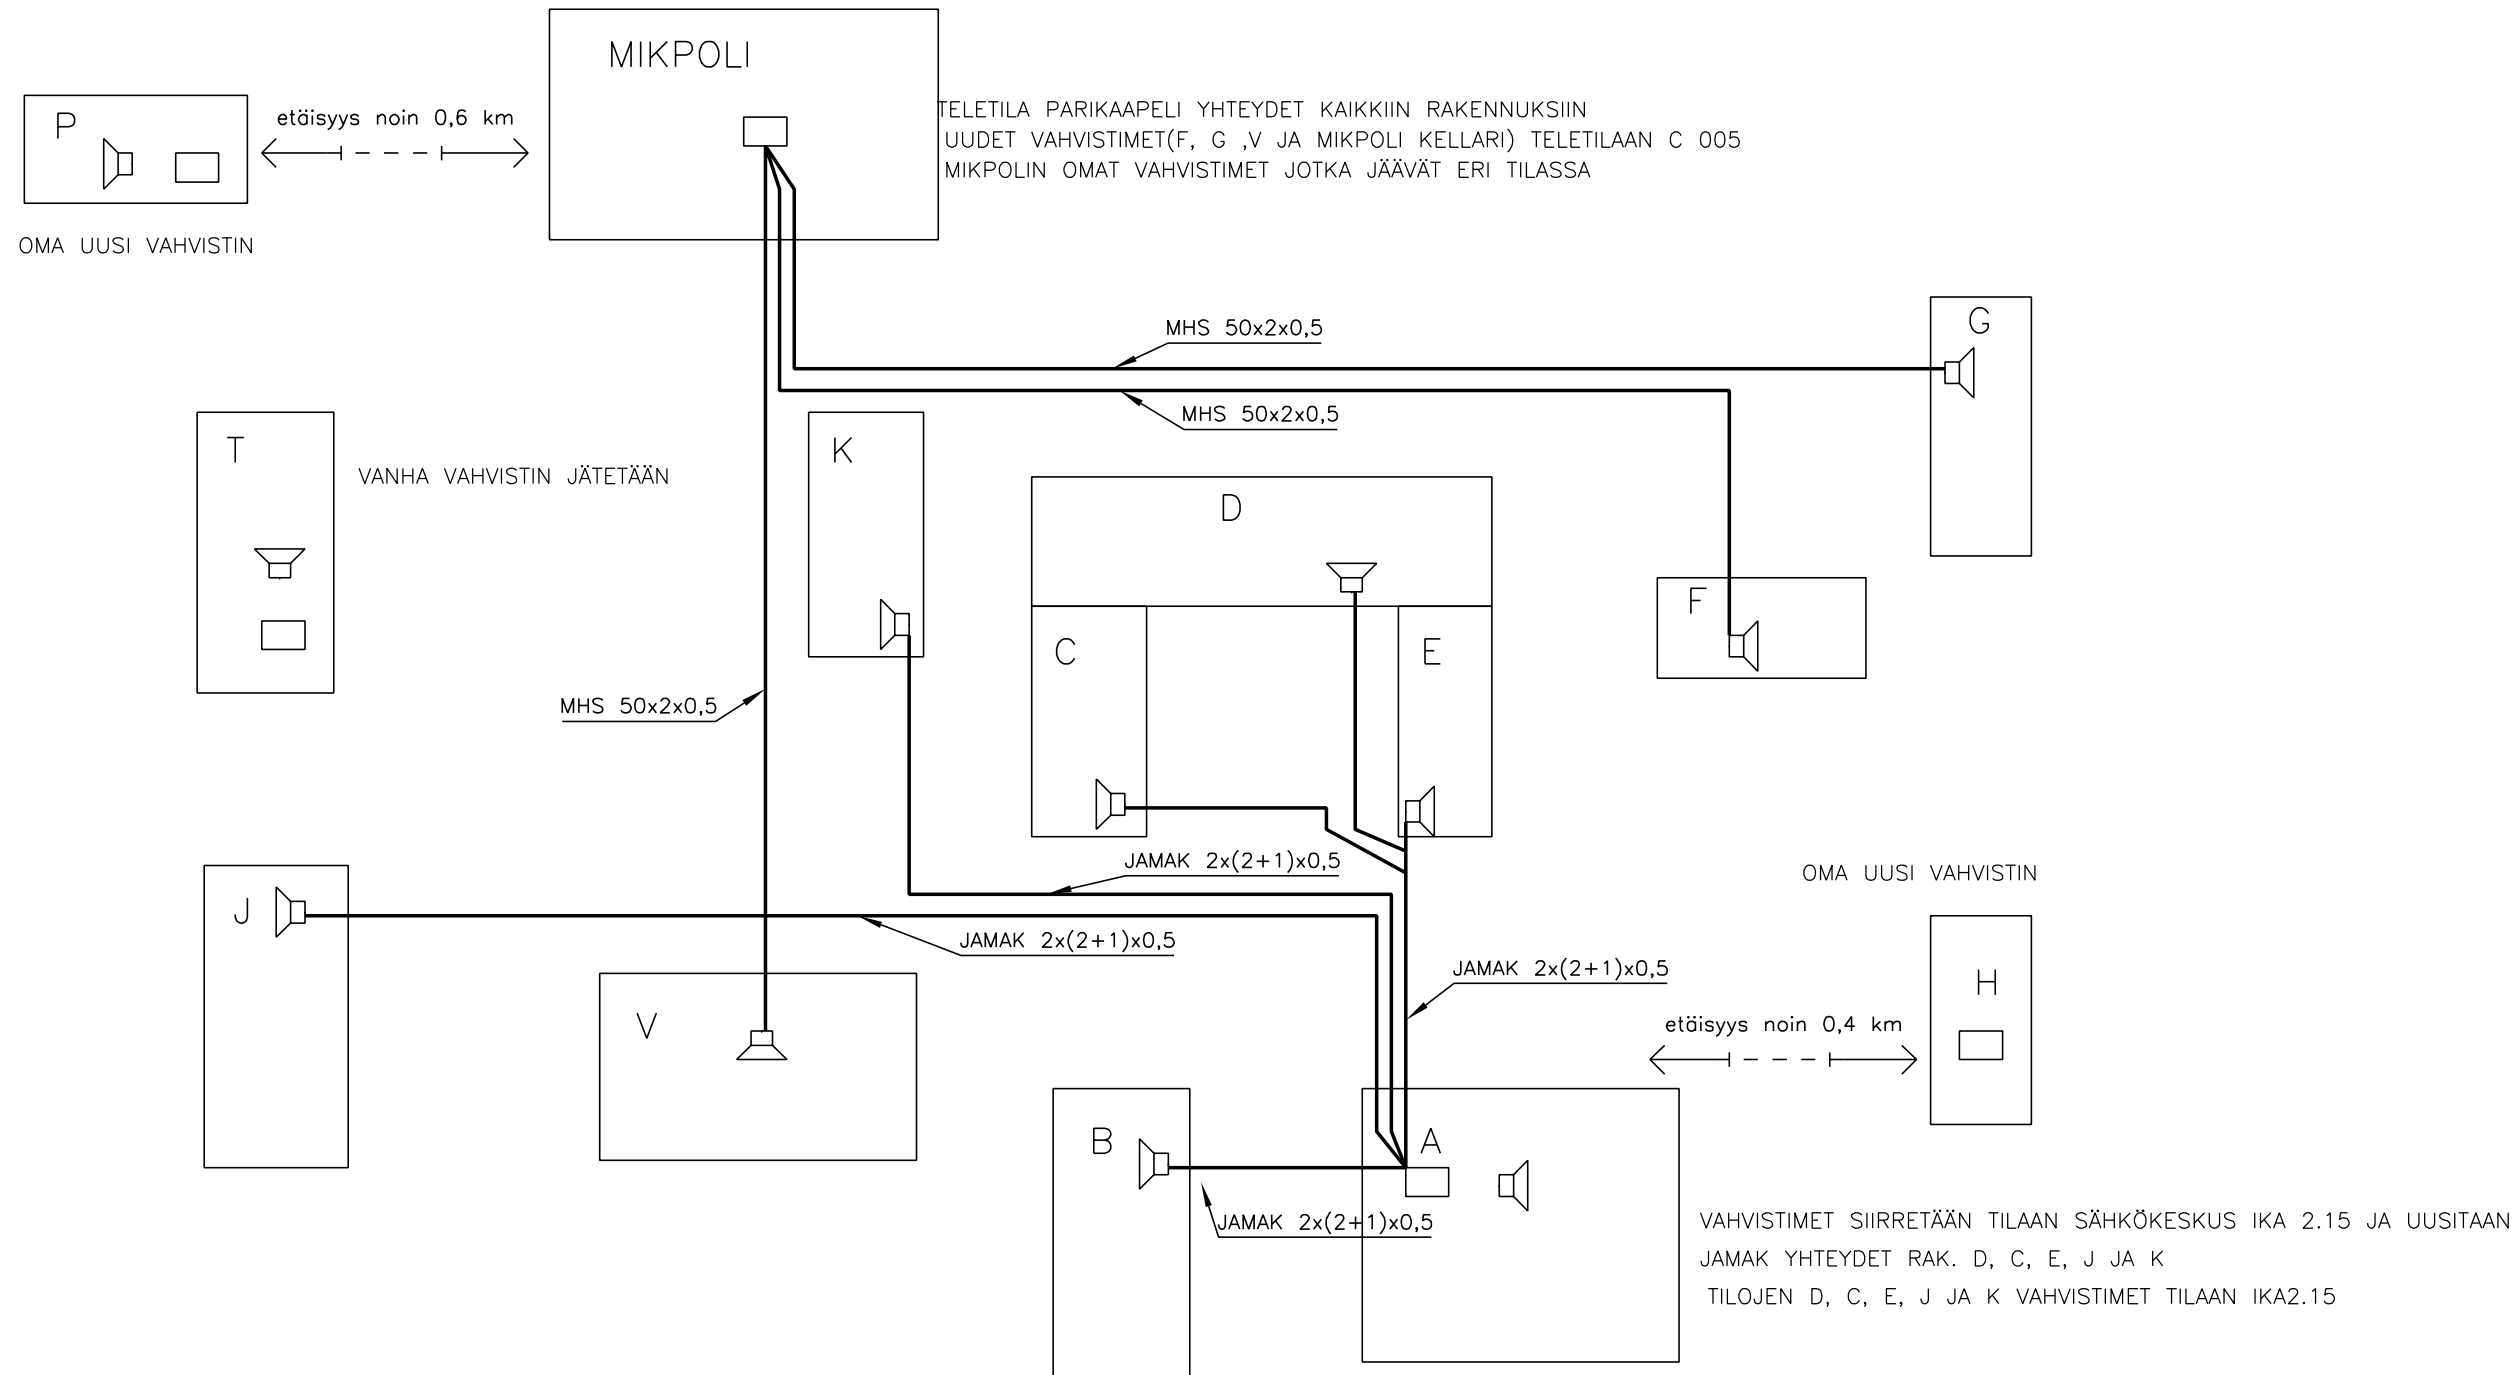 MIKPOLI
P
etäisyys noin 0,6 km
TELETILA PARIKAAPELI YHTEYDET KAIKKIIN RAKENNUKSIIN
UUDET VAHVISTIMET(F, G ,V JA MIKPOLI KELLARI) TELETILAAN C 005
MIKPOLIN OMAT VAHVISTIMET JOTKA JÄÄVÄT ERI TILASSA
OMA UUSI VAHVISTIN
G
MHS 50x2x0,5
MHS 50x2x0,5
T
K
VANHA VAHVISTIN JÄTETÄÄN
D
F
C
E
MHS 50x2x0,5
JAMAK 2x(2+1)x0,5
OMA UUSI VAHVISTIN
J
JAMAK 2x(2+1)x0,5
JAMAK 2x(2+1)x0,5
H
V
etäisyys noin 0,4 km
B
A
JAMAK 2x(2+1)x0,5
VAHVISTIMET SIIRRETÄÄN TILAAN SÄHKÖKESKUS IKA 2.15 JA UUSITAAN
JAMAK YHTEYDET RAK. D, C, E, J JA K
TILOJEN D, C, E, J JA K VAHVISTIMET TILAAN IKA2.15